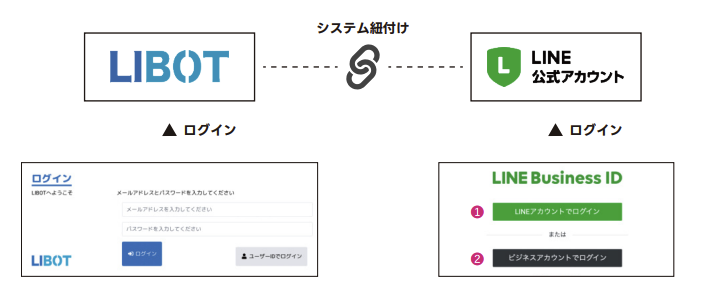 システム紐付け
LIBOT
L
LINE
公式アカウント
▲ ログイン
▲ ログイン
ログイン
LIBOTへようこそ
メールアドレスとパスワードを入力してください
メールアドレスを入力してください
パスワードを入力してください
ログイン
ユーザーIDでログイン
LIBOT
LINE Business ID
1 LINEアカウントでログイン
または
2 ビジネスアカウントでログイン